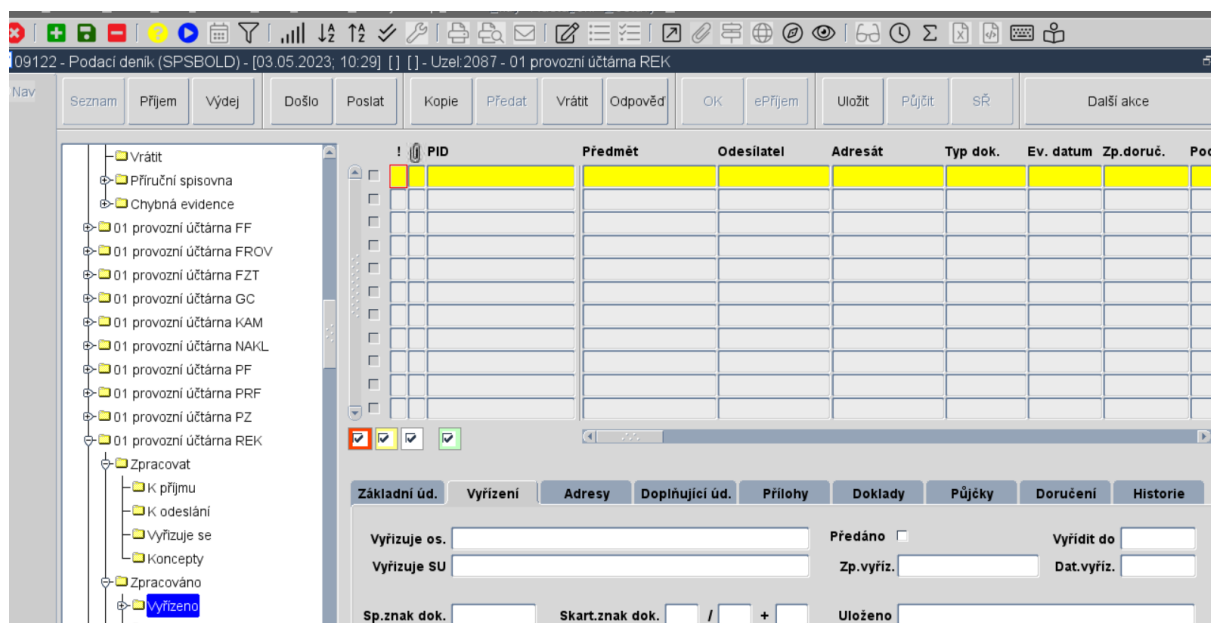 09122 - Podací deník (SPSBOLD) - [03.05.2023; 10:29] [ ] [ ] - Uzel:2087 - 01 provozní účtárna REK
Nav
Seznam Příjem Výdej Došlo Poslat Kopie Předat Vrátit Odpověď OK ePříjem Uložit Půjčit SŘ Další akce
! PID Předmět Odesílatel Adresát Typ dok. Ev. datum Zp.doruč.
Vrátit
Příruční spisovna
Chybná evidence
01 provozní účtárna FF
01 provozní účtárna FROV
01 provozní účtárna FZT
01 provozní účtárna GC
01 provozní účtárna KAM
01 provozní účtárna NAKL
01 provozní účtárna PF
01 provozní účtárna PRF
01 provozní účtárna PZ
01 provozní účtárna REK
Zpracovat
K příjmu
K odeslání
Vyřizuje se
Koncepty
Zpracováno
Vyřízeno
Základní úd. Vyřízení Adresy Doplňující úd. Přílohy Doklady Půjčky Doručení Historie
Vyřizuje os. Předáno Vyřídit do
Vyřizuje SU Zp.vyříz. Dat.vyříz.
Sp.znak dok. Skart.znak dok. / + Uloženo